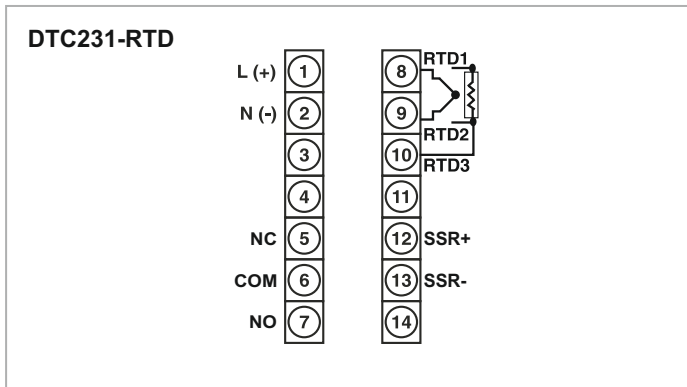 DTC231-RTD
L (+) 1
N (-) 2
3
4
NC 5
COM 6
NO 7
8 RTD1
9 RTD2
10 RTD3
11
12 SSR+
13 SSR-
14